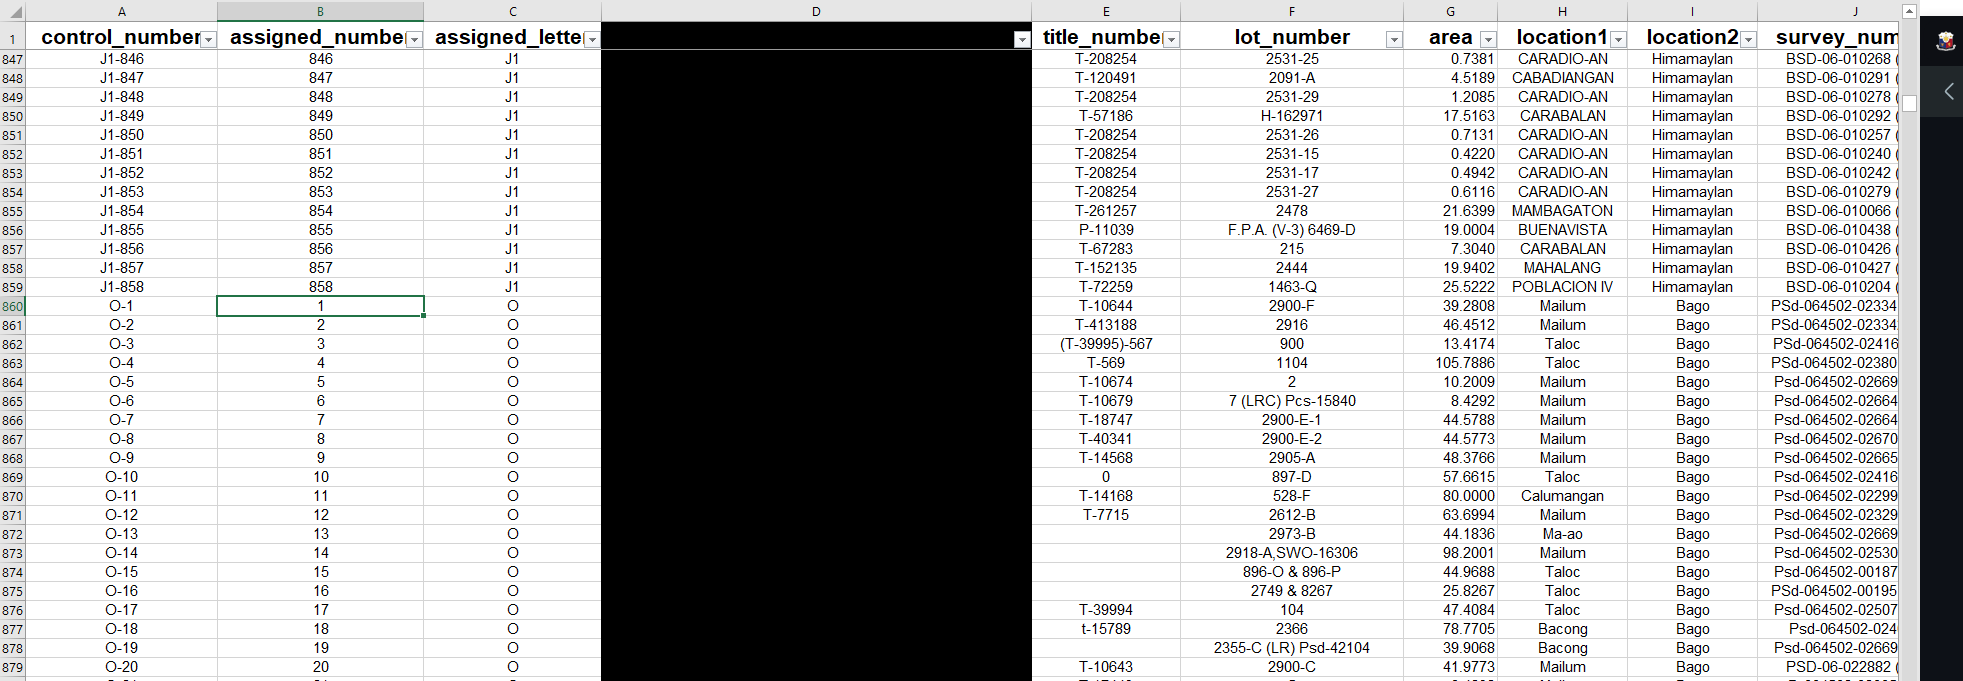 A B C D E F G H I J
1 control_number assigned_numbe assigned_lette title_numbe lot_number area location1 location2 survey_num
847 J1-846 846 J1 T-208254 2531-25 0.7381 CARADIO-AN Himamaylan BSD-06-010268 (
848 J1-847 847 J1 T-120491 2091-A 4.5189 CABADIANGAN Himamaylan BSD-06-010291 (
849 J1-848 848 J1 T-208254 2531-29 1.2085 CARADIO-AN Himamaylan BSD-06-010278 (
850 J1-849 849 J1 T-57186 H-162971 17.5163 CARABALAN Himamaylan BSD-06-010292 (
851 J1-850 850 J1 T-208254 2531-26 0.7131 CARADIO-AN Himamaylan BSD-06-010257 (
852 J1-851 851 J1 T-208254 2531-15 0.4220 CARADIO-AN Himamaylan BSD-06-010240 (
853 J1-852 852 J1 T-208254 2531-17 0.4942 CARADIO-AN Himamaylan BSD-06-010242 (
854 J1-853 853 J1 T-208254 2531-27 0.6116 CARADIO-AN Himamaylan BSD-06-010279 (
855 J1-854 854 J1 T-261257 2478 21.6399 MAMBAGATON Himamaylan BSD-06-010066 (
856 J1-855 855 J1 P-11039 F.P.A. (V-3) 6469-D 19.0004 BUENAVISTA Himamaylan BSD-06-010438 (
857 J1-856 856 J1 T-67283 215 7.3040 CARABALAN Himamaylan BSD-06-010426 (
858 J1-857 857 J1 T-152135 2444 19.9402 MAHALANG Himamaylan BSD-06-010427 (
859 J1-858 858 J1 T-72259 1463-Q 25.5222 POBLACION IV Himamaylan BSD-06-010204 (
860 O-1 1 O T-10644 2900-F 39.2808 Mailum Bago PSd-064502-02334
861 O-2 2 O T-413188 2916 46.4512 Mailum Bago PSd-064502-02334
862 O-3 3 O (T-39995)-567 900 13.4174 Taloc Bago PSd-064502-02416
863 O-4 4 O T-569 1104 105.7886 Taloc Bago PSd-064502-02380
864 O-5 5 O T-10674 2 10.2009 Mailum Bago Psd-064502-02669
865 O-6 6 O T-10679 7 (LRC) Pcs-15840 8.4292 Mailum Bago Psd-064502-02664
866 O-7 7 O T-18747 2900-E-1 44.5788 Mailum Bago Psd-064502-02664
867 O-8 8 O T-40341 2900-E-2 44.5773 Mailum Bago Psd-064502-02670
868 O-9 9 O T-14568 2905-A 48.3766 Mailum Bago Psd-064502-02665
869 O-10 10 O 0 897-D 57.6615 Taloc Bago Psd-064502-02416
870 O-11 11 O T-14168 528-F 80.0000 Calumangan Bago Psd-064502-02299
871 O-12 12 O T-7715 2612-B 63.6994 Mailum Bago Psd-064502-02329
872 O-13 13 O 2973-B 44.1836 Ma-ao Bago Psd-064502-02669
873 O-14 14 O 2918-A,SWO-16306 98.2001 Mailum Bago Psd-064502-02530
874 O-15 15 O 896-O & 896-P 44.9688 Taloc Bago Psd-064502-00187
875 O-16 16 O 2749 & 8267 25.8267 Taloc Bago PSd-064502-00195
876 O-17 17 O T-39994 104 47.4084 Taloc Bago Psd-064502-02507
877 O-18 18 O t-15789 2366 78.7705 Bacong Bago Psd-064502-024
878 O-19 19 O 2355-C (LR) Psd-42104 39.9068 Bacong Bago Psd-064502-02669
879 O-20 20 O T-10643 2900-C 41.9773 Mailum Bago PSD-06-022882 (